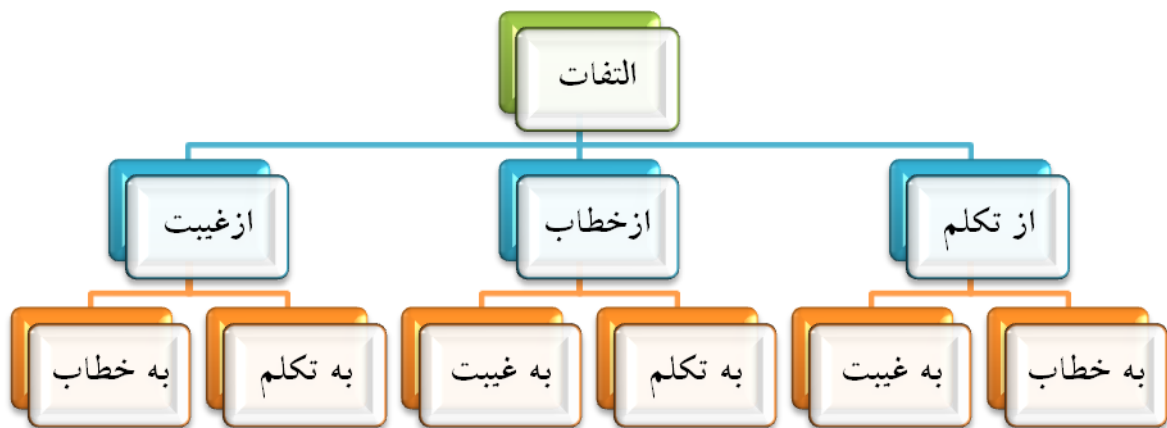 التفات
از تکلم
ازخطاب
ازغیبت
به خطاب
به غیبت
به تکلم
به غیبت
به تکلم
به خطاب